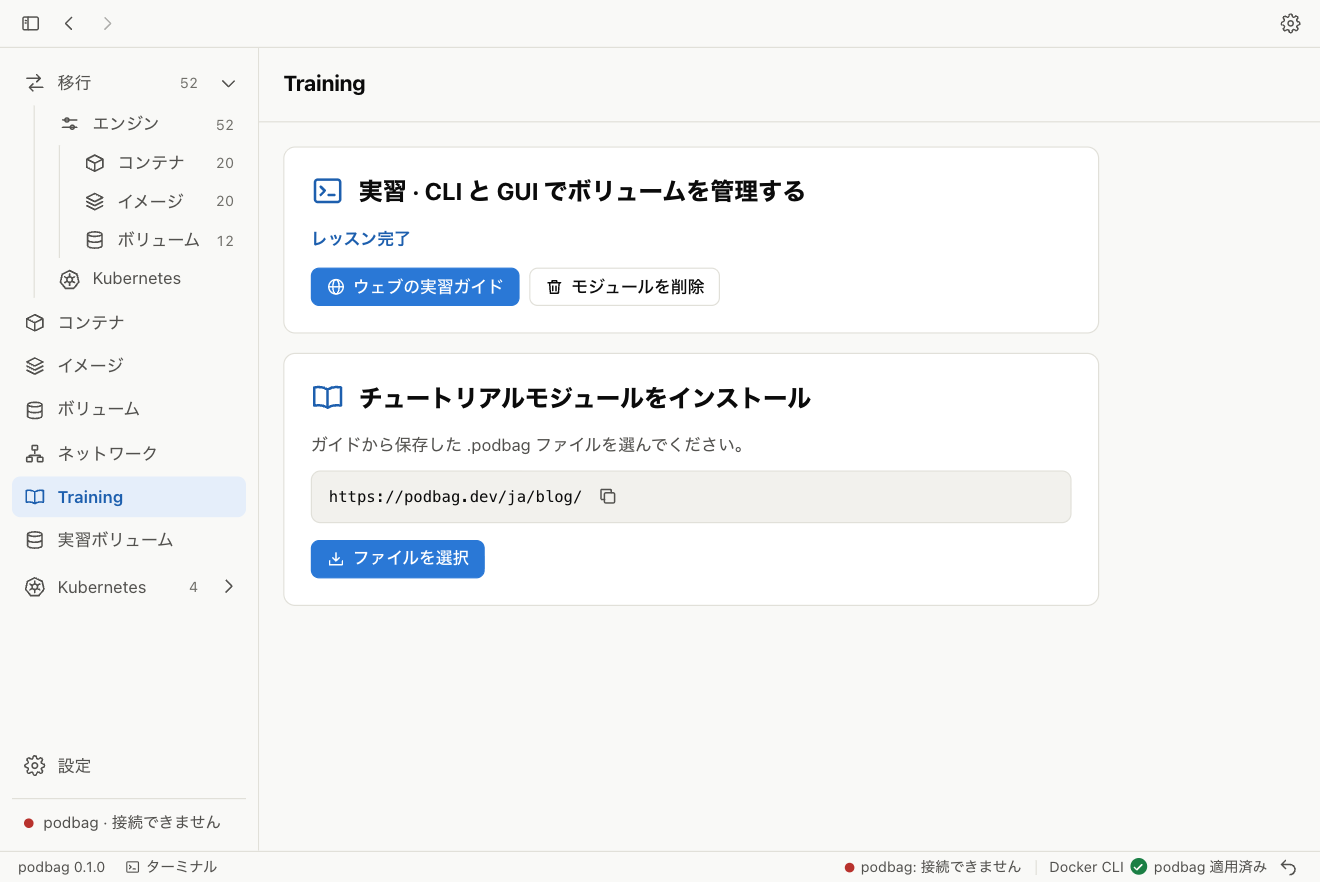 移行 52
エンジン 52
コンテナ 20
イメージ 20
ボリューム 12
Kubernetes
コンテナ
イメージ
ボリューム
ネットワーク
Training
実習ボリューム
Kubernetes 4
設定
podbag · 接続できません
Training
実習 · CLI と GUI でボリュームを管理する
レッスン完了
ウェブの実習ガイド モジュールを削除
チュートリアルモジュールをインストール
ガイドから保存した .podbag ファイルを選んでください。
https://podbag.dev/ja/blog/
ファイルを選択
podbag 0.1.0 ターミナル podbag: 接続できません Docker CLI podbag 適用済み